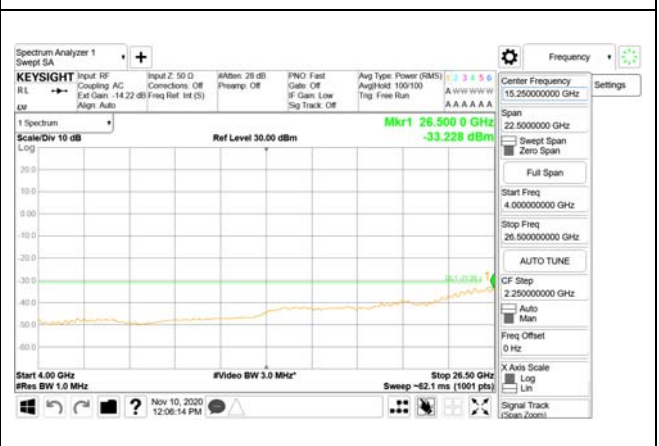 Spectrum Analyzer 1
Swept SA
Frequency
KEYSIGHT
RL
Input: RF
Coupling: AC
Ext Gain: -14.22 dB
Align: Auto
Input Z: 50 Ω
Corrections: Off
Freq Ref: Int (S)
#Atten: 28 dB
Preamp: Off
PNO: Fast
Gate: Off
IF Gain: Low
Sig Track: Off
Avg Type: Power (RMS)
Avg|Hold: 100/100
Trig: Free Run
1 2 3 4 5 6
A W W W W W
A A A A A A
1 Spectrum
Scale/Div 10 dB
Log
Ref Level 30.00 dBm
Mkr1 26.500 0 GHz
-33.228 dBm
20.0
10.0
0.00
-10.0
-20.0
-30.0
-40.0
-50.0
-60.0
1
Start 4.00 GHz
#Res BW 1.0 MHz
#Video BW 3.0 MHz*
Stop 26.50 GHz
Sweep ~62.1 ms (1001 pts)
Nov 10, 2020
12:06:14 PM
Center Frequency
15.250000000 GHz
Settings
Span
22.5000000 GHz
Swept Span
Zero Span
Full Span
Start Freq
4.000000000 GHz
Stop Freq
26.500000000 GHz
AUTO TUNE
CF Step
2.250000000 GHz
Auto
Man
Freq Offset
0 Hz
X Axis Scale
Log
Lin
Signal Track
(Span Zoom)